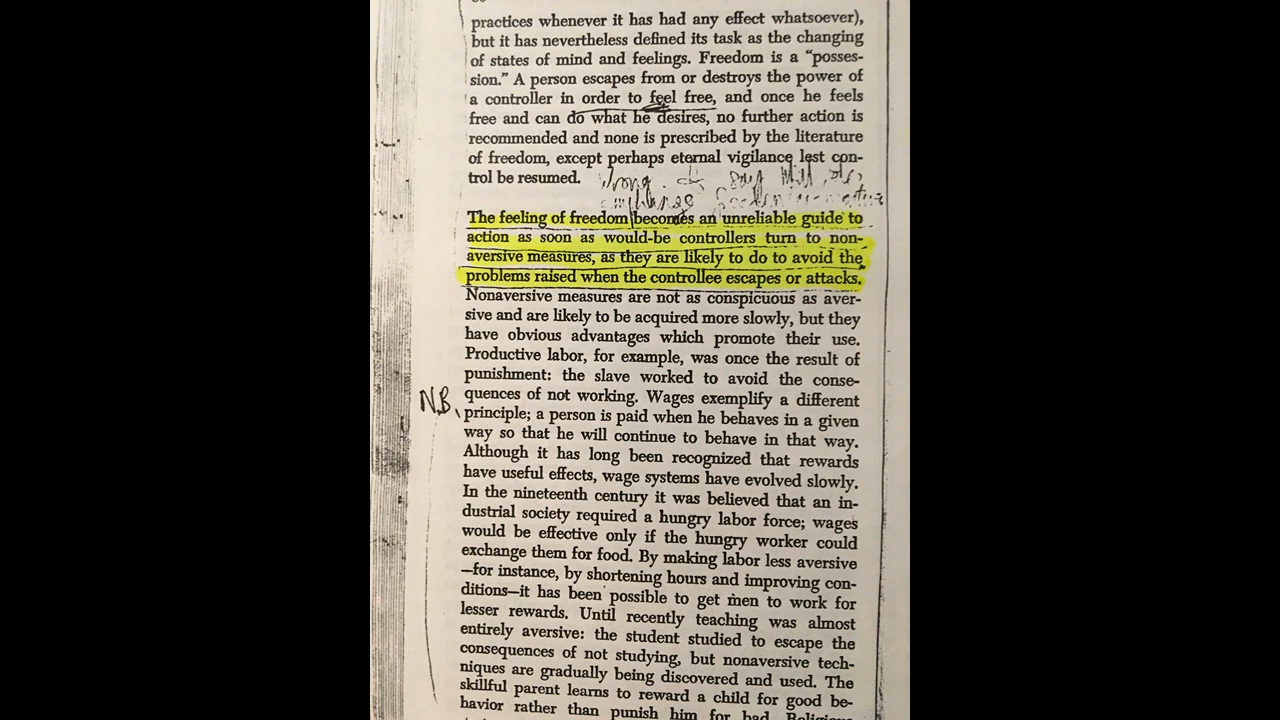 practices whenever it has had any effect whatsoever),
but it has nevertheless defined its task as the changing
of states of mind and feelings. Freedom is a “posses-
sion.” A person escapes from or destroys the power of
a controller in order to feel free, and once he feels
free and can do what he desires, no further action is
recommended and none is prescribed by the literature
of freedom, except perhaps eternal vigilance lest con-
trol be resumed.
Wrong. Mill
The feeling of freedom becomes an unreliable guide to
action as soon as would-be controllers turn to non-
aversive measures, as they are likely to do to avoid the
problems raised when the controllee escapes or attacks.
Nonaversive measures are not as conspicuous as aver-
sive and are likely to be acquired more slowly, but they
have obvious advantages which promote their use.
Productive labor, for example, was once the result of
punishment: the slave worked to avoid the conse-
quences of not working. Wages exemplify a different
N.B.
principle; a person is paid when he behaves in a given
way so that he will continue to behave in that way.
Although it has long been recognized that rewards
have useful effects, wage systems have evolved slowly.
In the nineteenth century it was believed that an in-
dustrial society required a hungry labor force; wages
would be effective only if the hungry worker could
exchange them for food. By making labor less aversive
—for instance, by shortening hours and improving con-
ditions—it has been possible to get men to work for
lesser rewards. Until recently teaching was almost
entirely aversive: the student studied to escape the
consequences of not studying, but nonaversive tech-
niques are gradually being discovered and used. The
skillful parent learns to reward a child for good be-
havior rather than punish him for bad. Religious